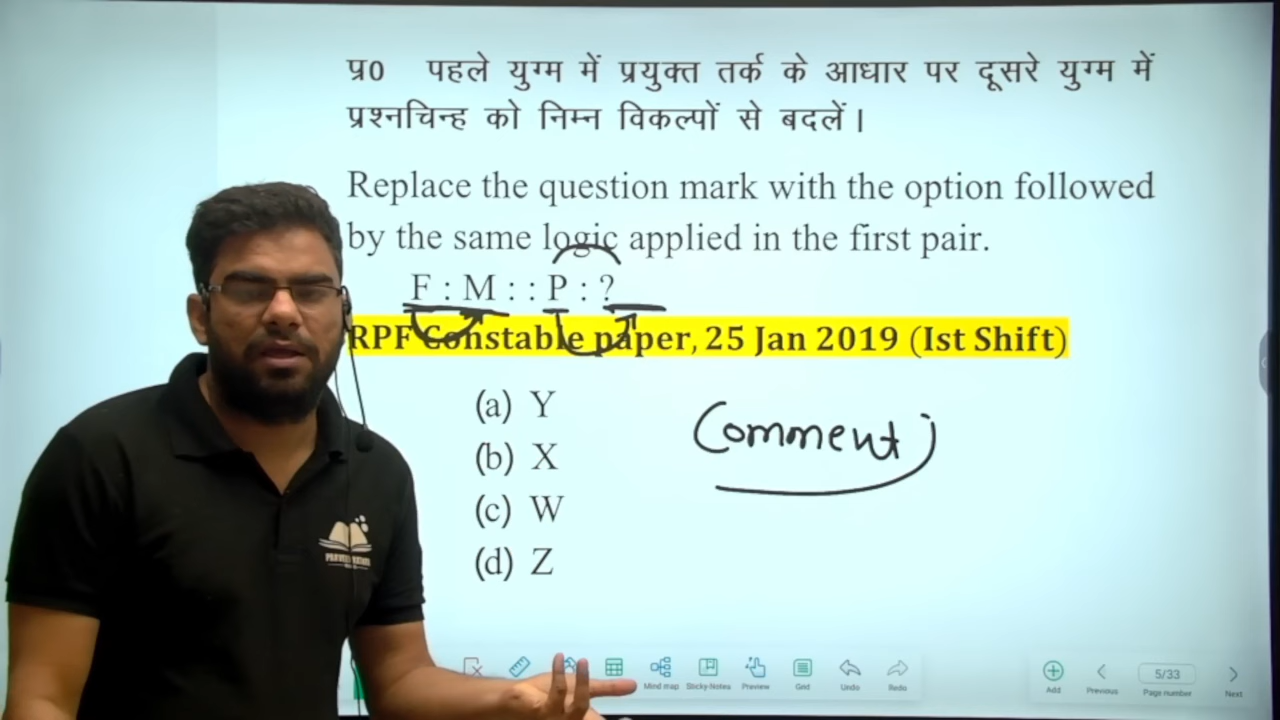 प्र0 पहले युग्म में प्रयुक्त तर्क के आधार पर दूसरे युग्म में
प्रश्नचिन्ह को निम्न विकल्पों से बदलें।
Replace the question mark with the option followed
by the same logic applied in the first pair.
F : M : : P : ?
RPF Constable paper, 25 Jan 2019 (Ist Shift)
(a) Y
(b) X
(c) W
(d) Z
Comment
Mind map Sticky-Notes Preview Grid Undo Redo
Add Previous 5/33 Page number Next